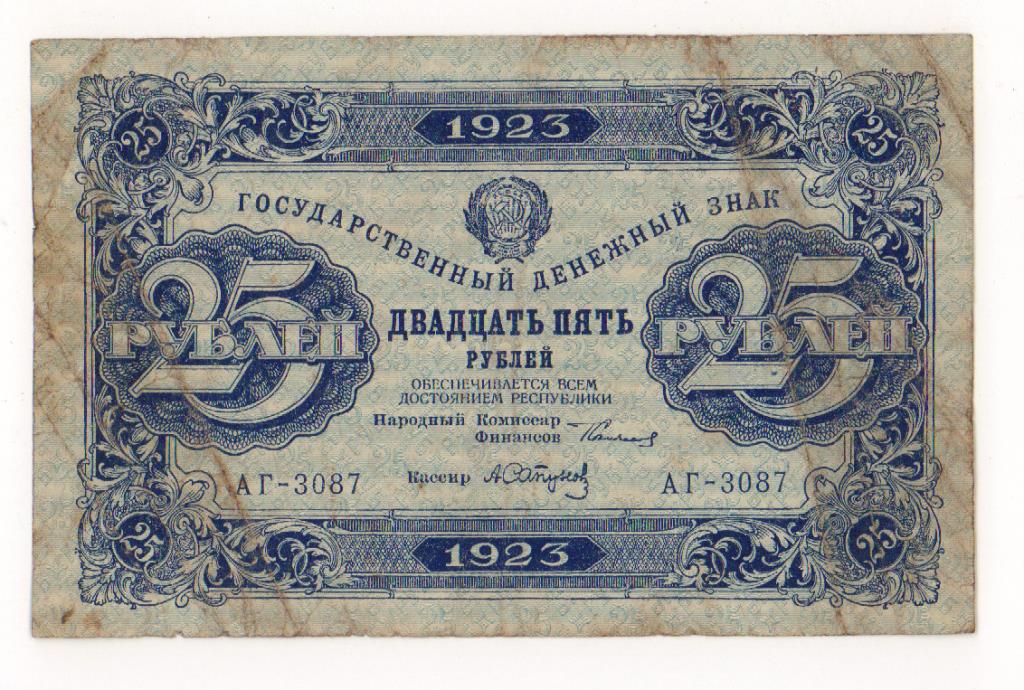 25 1923 25
ГОСУДАРСТВЕННЫЙ ДЕНЕЖНЫЙ ЗНАК
25 РУБЛЕЙ
25 РУБЛЕЙ
ДВАДЦАТЬ ПЯТЬ
РУБЛЕЙ
ОБЕСПЕЧИВАЕТСЯ ВСЕМ
ДОСТОЯНИЕМ РЕСПУБЛИКИ
Народный Комиссар
Финансов
АГ-3087 Кассир АГ-3087
25 1923 25